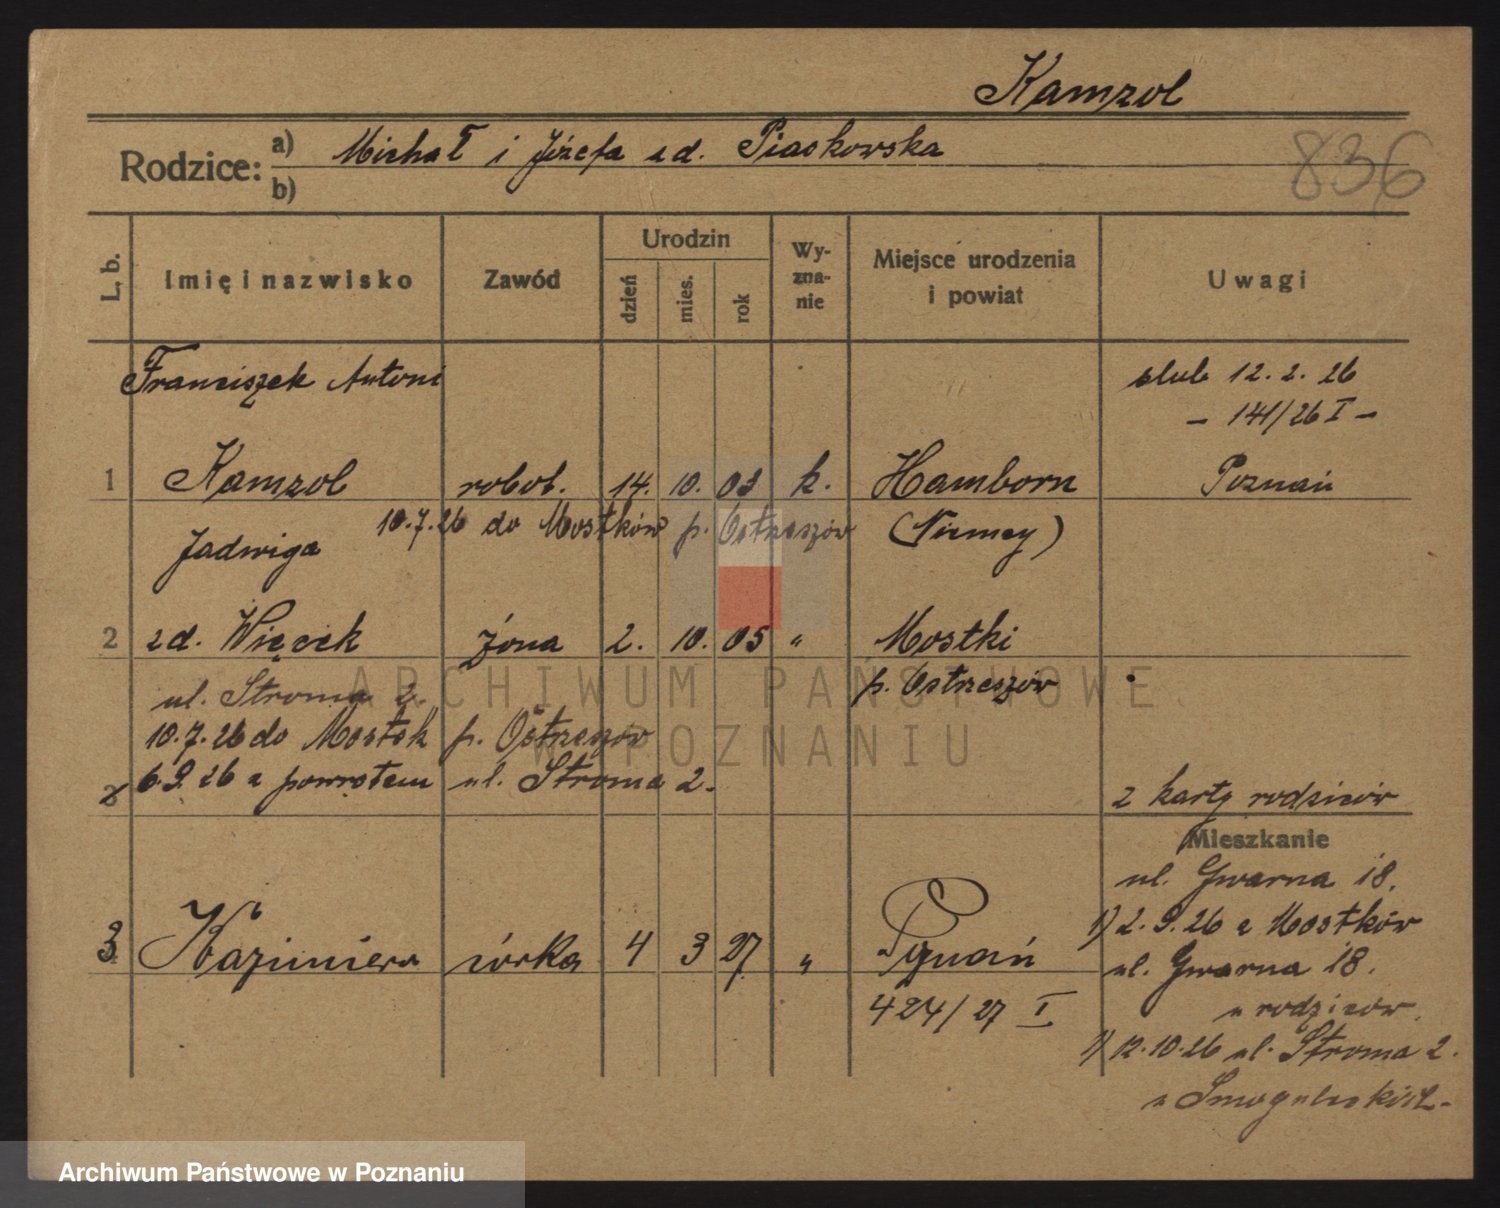 Kamzol
Rodzice: a) Michał i Józefa zd. Piaskowska
b)
836
L. b.
Imię i nazwisko
Zawód
Urodzin
dzień
mies.
rok
Wy-
zna-
nie
Miejsce urodzenia
i powiat
Uwagi
Franciszek Antoni
ślub 12. 2. 26
- 141/26 I -
1 Kamzol robot. 14. 10. 03 k. Hamborn Poznań
10.7.26 do Mostków p. Ostrzeszów (Niemcy)
Jadwiga
2 zd. Więcek żona 2. 10. 05 " Mostki
p. Ostrzeszów
ul. Stroma 2.
10.7.26 do Mostek p. Ostrzeszów
3 6.9.26 z powrotem ul. Stroma 2.
z karty rodziców
Mieszkanie
ul. Gwarna 18.
1) 2.9.26 z Mostków
3 Kazimiera córka 4 3 27 " Poznań
424/27 I
ul. Gwarna 18.
u rodziców
1) 12.10.26 ul. Stroma 2.
u
ARCHIWUM PAŃSTWOWE
W POZNANIU
Archiwum Państwowe w Poznaniu